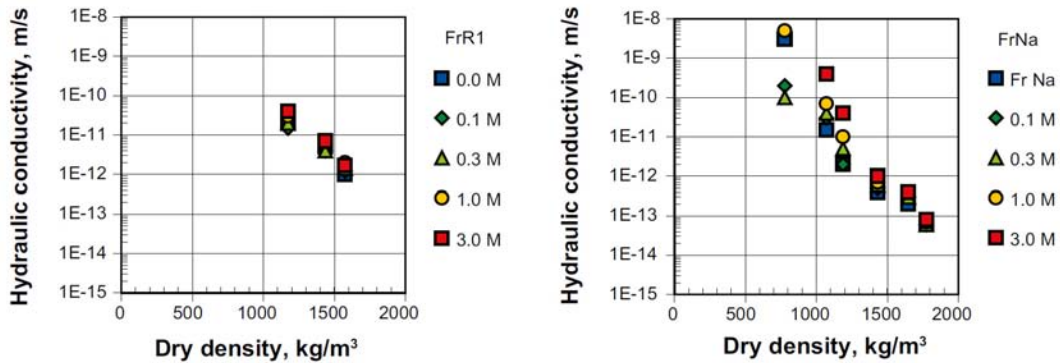 Hydraulic conductivity, m/s
1E-8
1E-9
1E-10
1E-11
1E-12
1E-13
1E-14
1E-15
0
500
1000
1500
2000
Dry density, kg/m³
FrR1
0.0 M
0.1 M
0.3 M
1.0 M
3.0 M
Hydraulic conductivity, m/s
1E-8
1E-9
1E-10
1E-11
1E-12
1E-13
1E-14
1E-15
0
500
1000
1500
2000
Dry density, kg/m³
FrNa
Fr Na
0.1 M
0.3 M
1.0 M
3.0 M